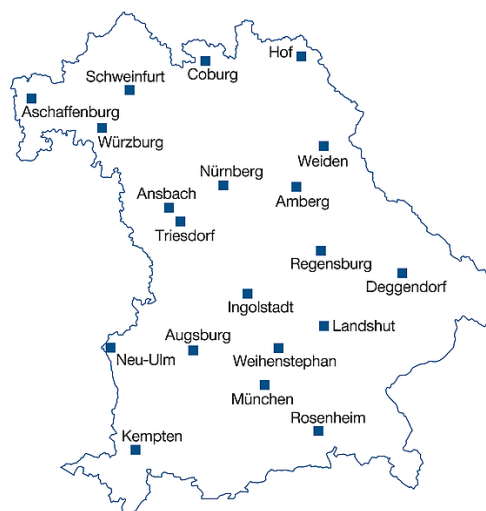 Hof
Coburg
Schweinfurt
Aschaffenburg
Würzburg
Weiden
Nürnberg
Amberg
Ansbach
Triesdorf
Regensburg
Deggendorf
Ingolstadt
Landshut
Augsburg
Neu-Ulm
Weihenstephan
München
Rosenheim
Kempten